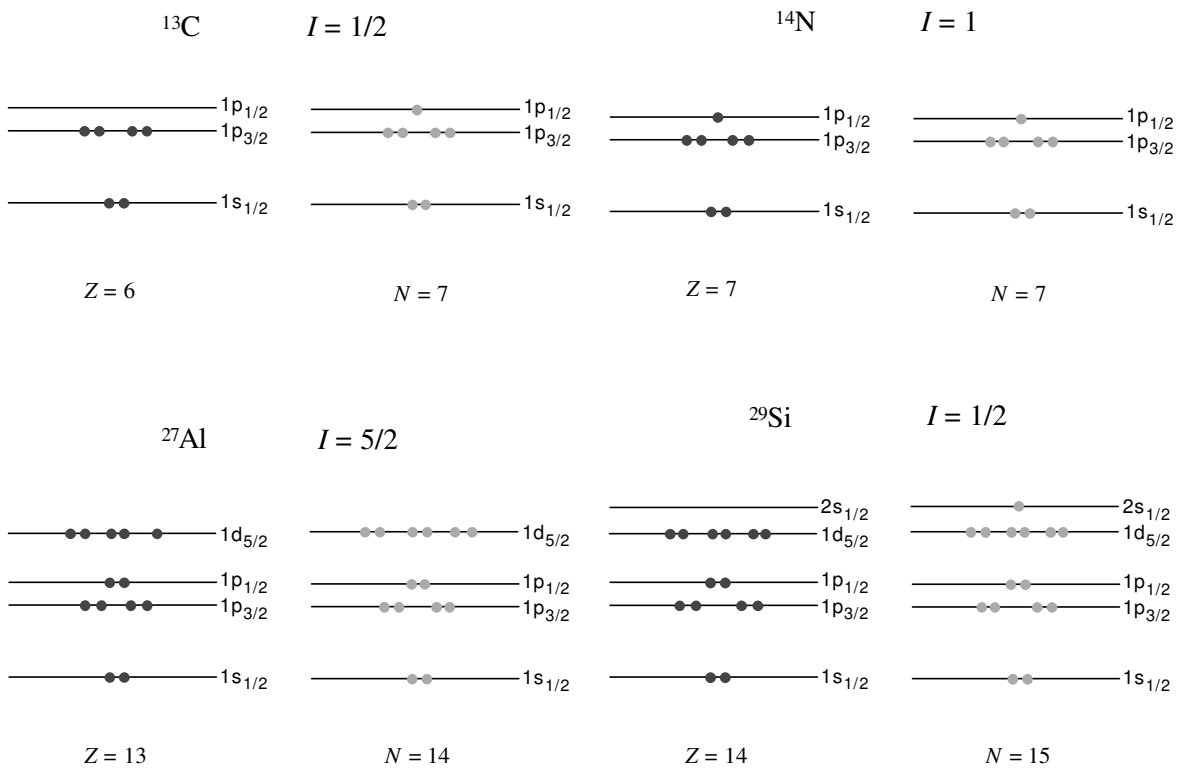 ¹³C I = 1/2
1p₁/₂ 1p₁/₂
1p₃/₂ 1p₃/₂
1s₁/₂ 1s₁/₂
Z = 6 N = 7
¹⁴N I = 1
1p₁/₂ 1p₁/₂
1p₃/₂ 1p₃/₂
1s₁/₂ 1s₁/₂
Z = 7 N = 7
²⁷Al I = 5/2
1d₅/₂ 1d₅/₂
1p₁/₂ 1p₁/₂
1p₃/₂ 1p₃/₂
1s₁/₂ 1s₁/₂
Z = 13 N = 14
²⁹Si I = 1/2
2s₁/₂ 2s₁/₂
1d₅/₂ 1d₅/₂
1p₁/₂ 1p₁/₂
1p₃/₂ 1p₃/₂
1s₁/₂ 1s₁/₂
Z = 14 N = 15